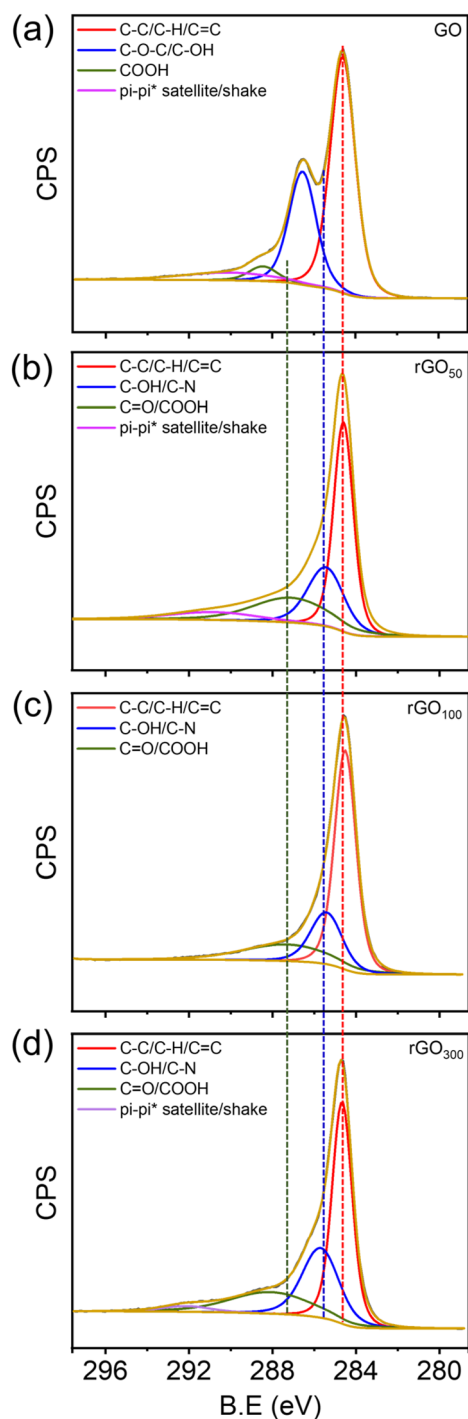 (a)
C-C/C-H/C=C
GO
C-O-C/C-OH
COOH
pi-pi* satellite/shake
CPS
(b)
C-C/C-H/C=C
rGO50
C-OH/C-N
C=O/COOH
pi-pi* satellite/shake
CPS
(c)
C-C/C-H/C=C
rGO100
C-OH/C-N
C=O/COOH
CPS
(d)
C-C/C-H/C=C
rGO300
C-OH/C-N
C=O/COOH
pi-pi* satellite/shake
CPS
296 292 288 284 280
B.E (eV)